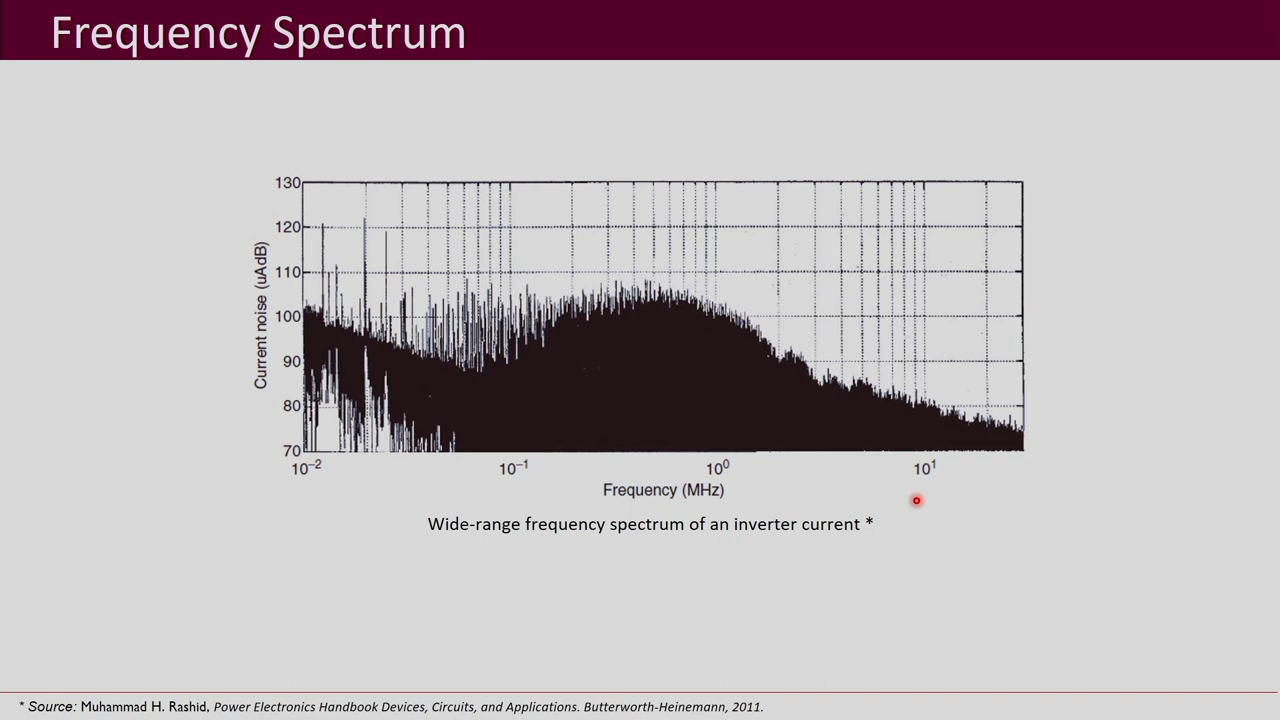 Frequency Spectrum
130
120
110
100
90
80
70
Current noise (uAdB)
10⁻² 10⁻¹ 10⁰ 10¹
Frequency (MHz)
Wide-range frequency spectrum of an inverter current *
* Source: Muhammad H. Rashid, Power Electronics Handbook Devices, Circuits, and Applications. Butterworth-Heinemann, 2011.